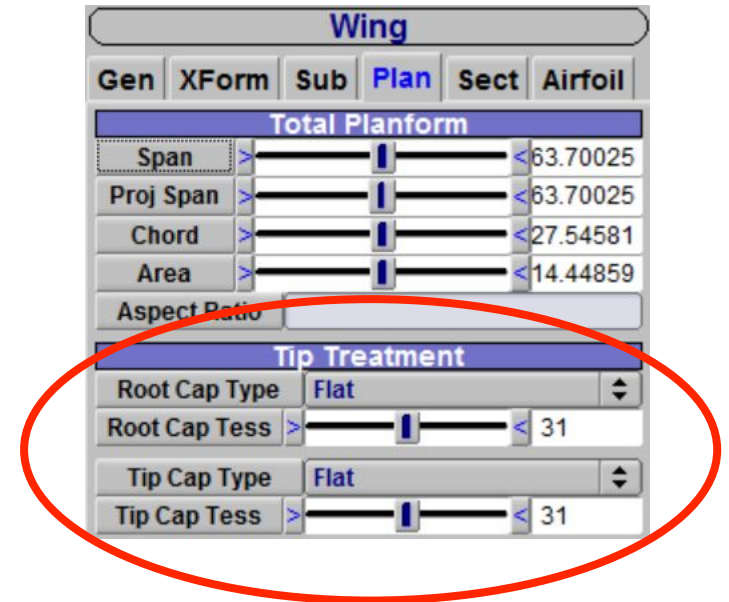 Wing
Gen XForm Sub Plan Sect Airfoil
Total Planform
Span > < 63.70025
Proj Span > < 63.70025
Chord > < 27.54581
Area > < 14.44859
Aspect Ratio
Tip Treatment
Root Cap Type Flat
Root Cap Tess > < 31
Tip Cap Type Flat
Tip Cap Tess > < 31